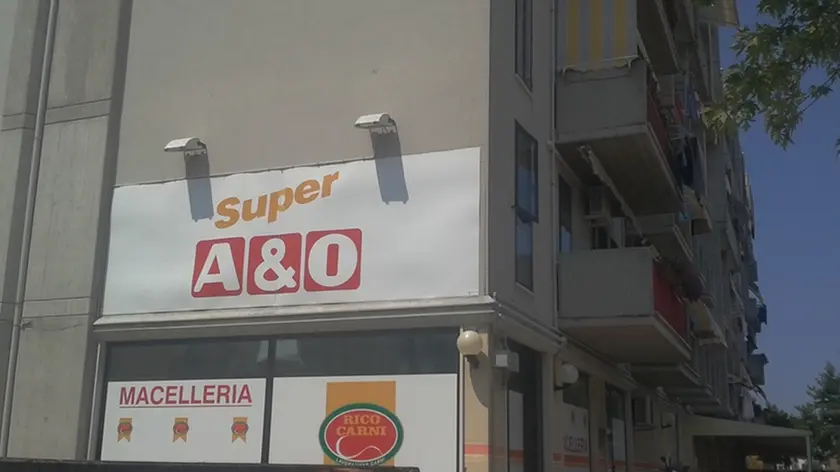 Super
A&O
MACELLERIA
RICO
CARNI